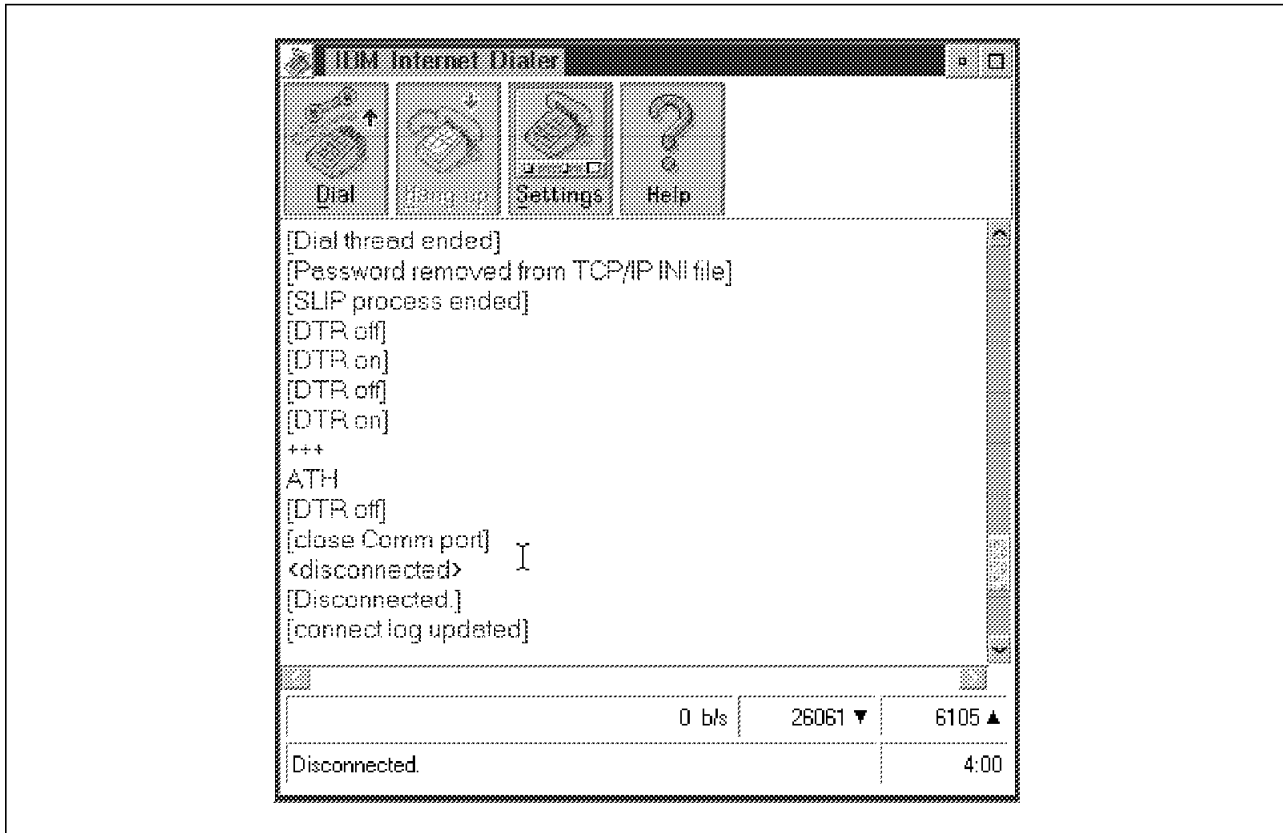 IBM Internet Dialer
Dial Hang up Settings Help
[Dial thread ended]
[Password removed from TCP/IP INI file]
[SLIP process ended]
[DTR off]
[DTR on]
[DTR off]
[DTR on]
+++
ATH
[DTR off]
[close Comm port]
<disconnected>
[Disconnected.]
[connect log updated]
0 b/s 26061 ▼ 6105 ▲
Disconnected. 4:00